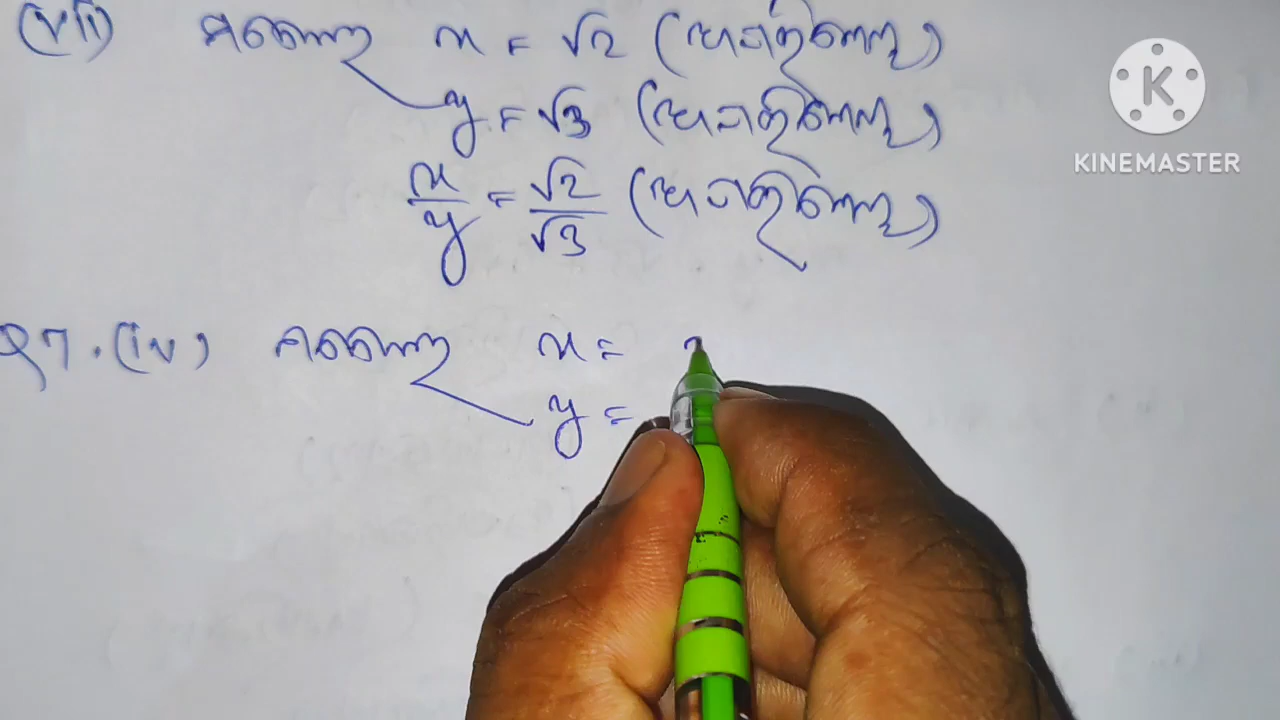 (vii) ମନେକର x = √2 (ଅପରିମେୟ)
y = √3 (ଅପରିମେୟ)
x/y = √2/√3 (ଅପରିମେୟ)
(iv) ମନେକର x =
y =
KINEMASTER